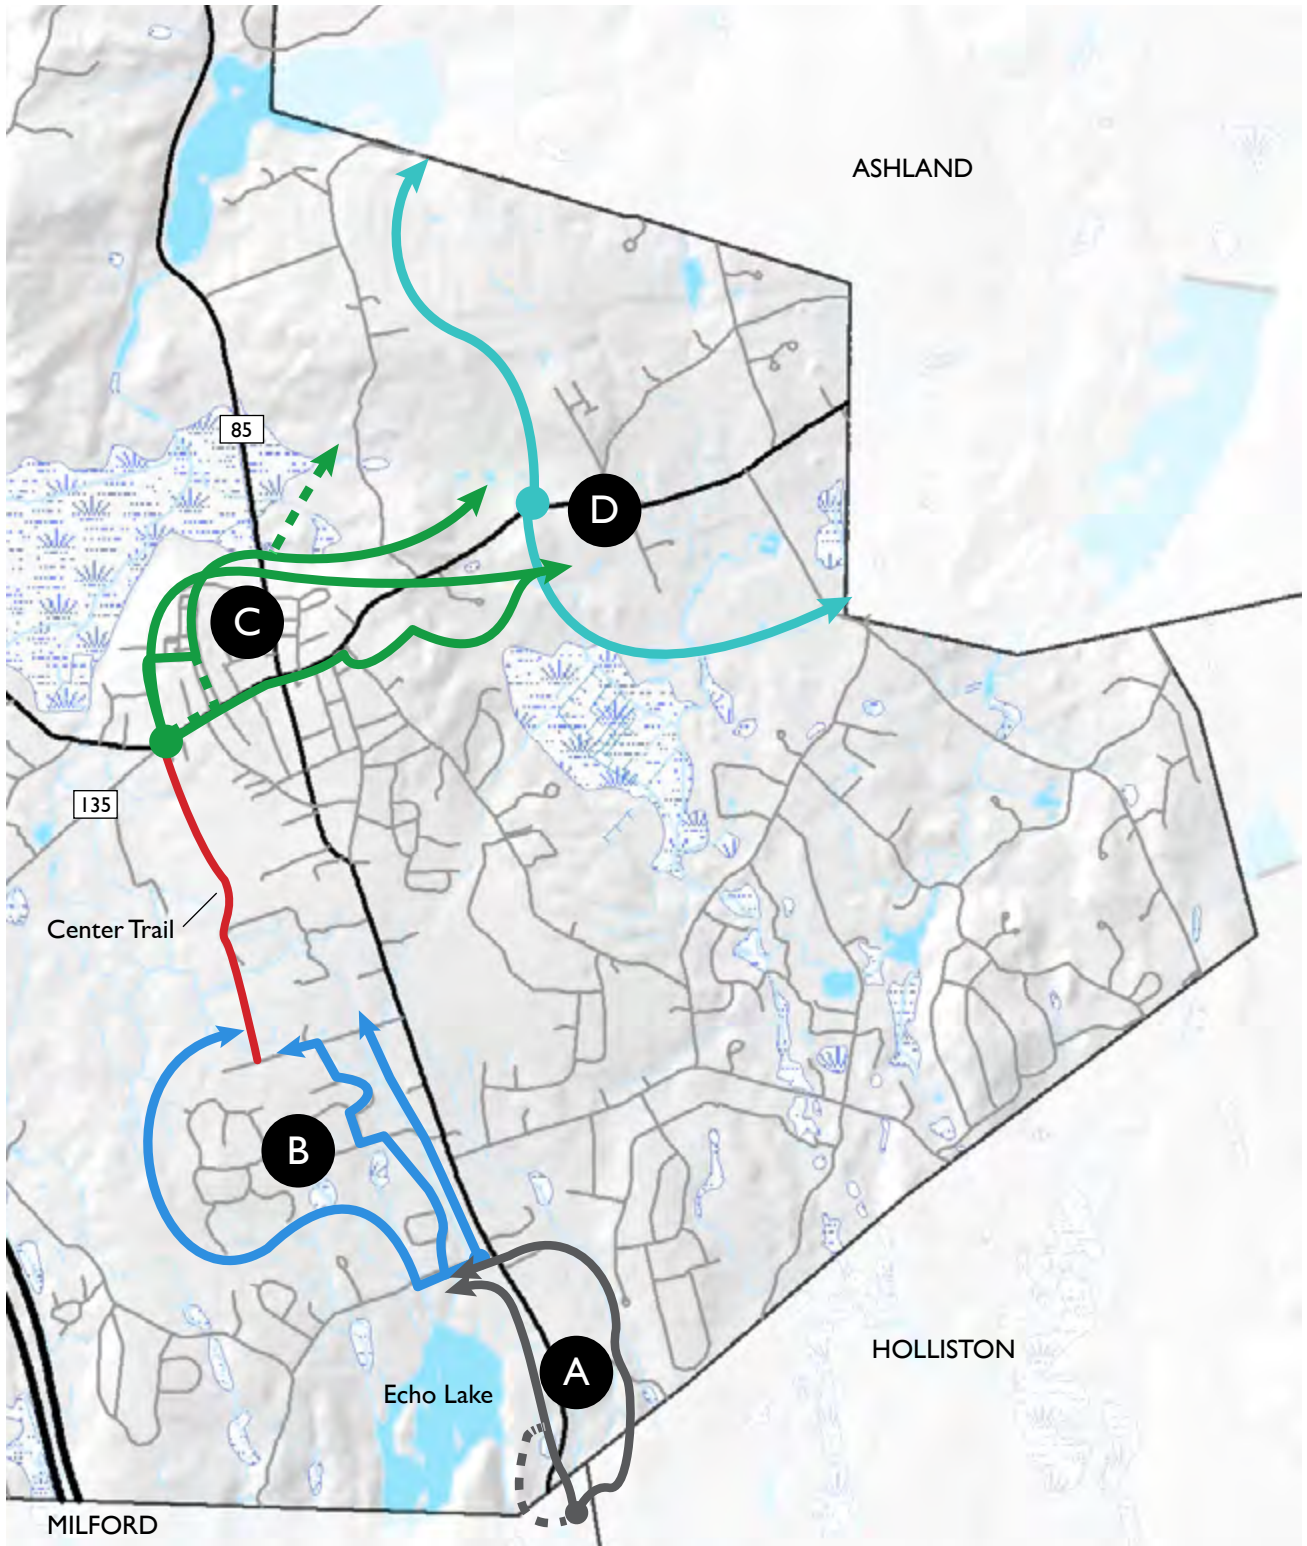 ASHLAND
85
D
C
135
Center Trail
B
HOLLISTON
A
Echo Lake
MILFORD